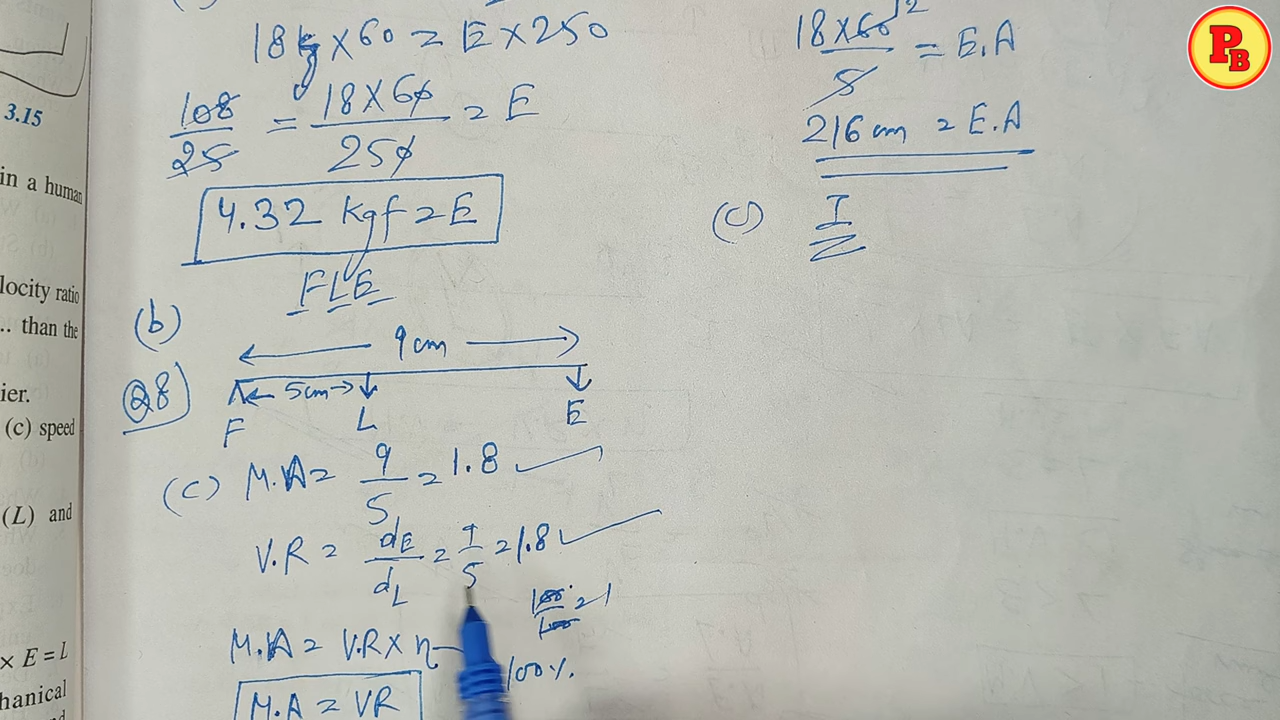 18 kgf × 60 = E × 250
108/25 = 18×60/250 = E
4.32 kgf = E
FLE
(b)
9 cm
Q8
5 cm
F L E
(c) M.A = 9/5 = 1.8
V.R = dE/dL = 9/5 = 1.8
100/100 = 1
M.A = V.R × η
100%.
M.A = VR
18×60 12/5 = E.A
216 cm = E.A
(c) I
PB
3.15
in a human
locity ratio
.. than the
ier.
(c) speed
(L) and
× E = L
hanical